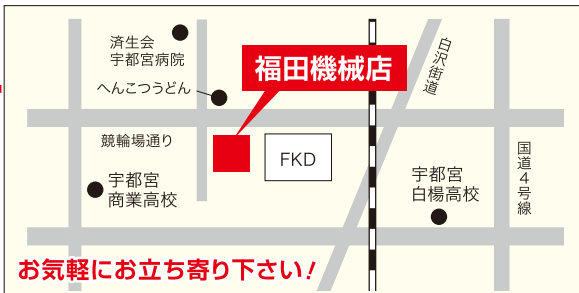 済生会
宇都宮病院
福田機械店
白沢街道
へんこつうどん
競輪場通り
FKD
国道4号線
宇都宮
商業高校
宇都宮
白楊高校
お気軽にお立ち寄り下さい!